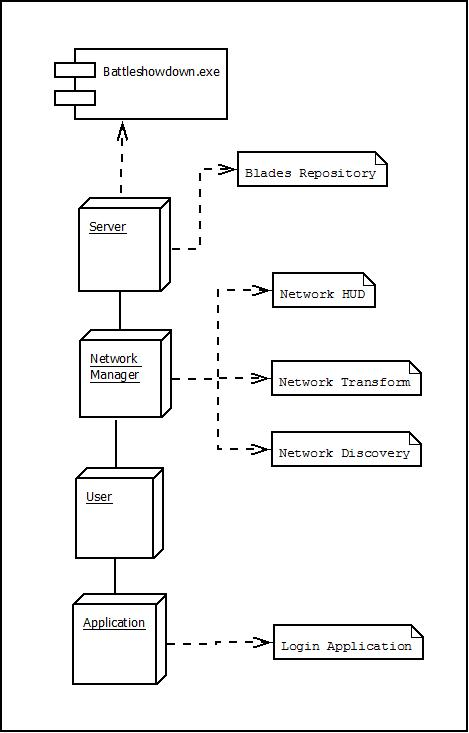 Battleshowdown.exe
Blades Repository
Server
Network HUD
Network
Manager
Network Transform
Network Discovery
User
Application
Login Application